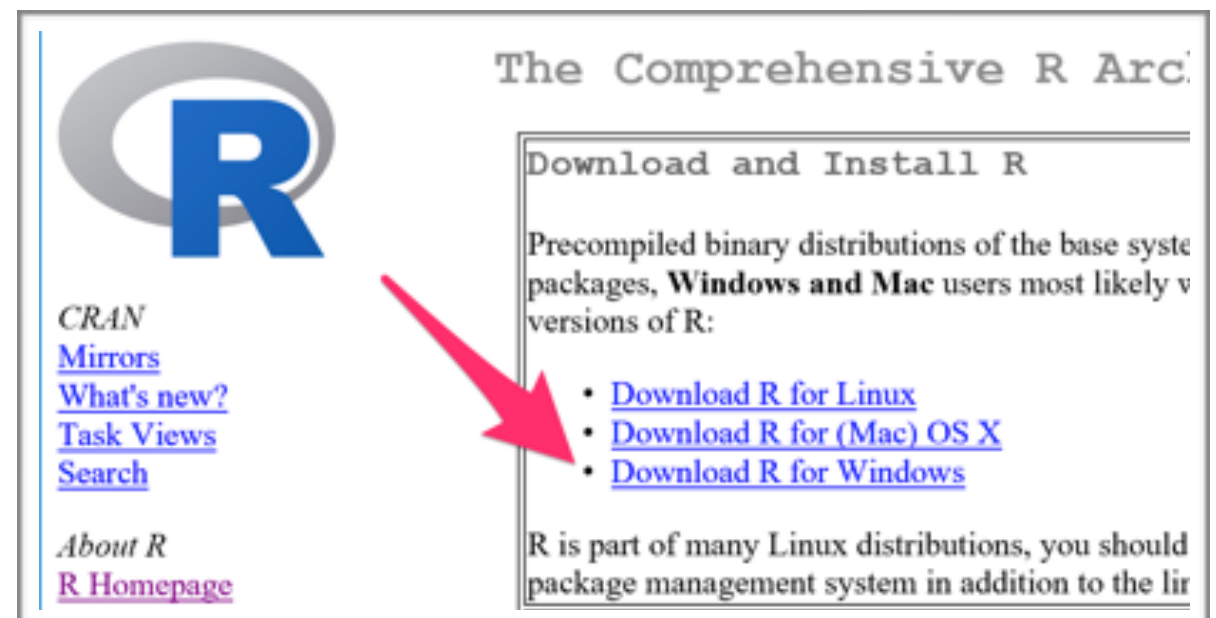 R
The Comprehensive R Arc
Download and Install R
Precompiled binary distributions of the base syste
packages, Windows and Mac users most likely v
versions of R:
• Download R for Linux
• Download R for (Mac) OS X
• Download R for Windows
R is part of many Linux distributions, you should
package management system in addition to the lin
CRAN
Mirrors
What's new?
Task Views
Search
About R
R Homepage